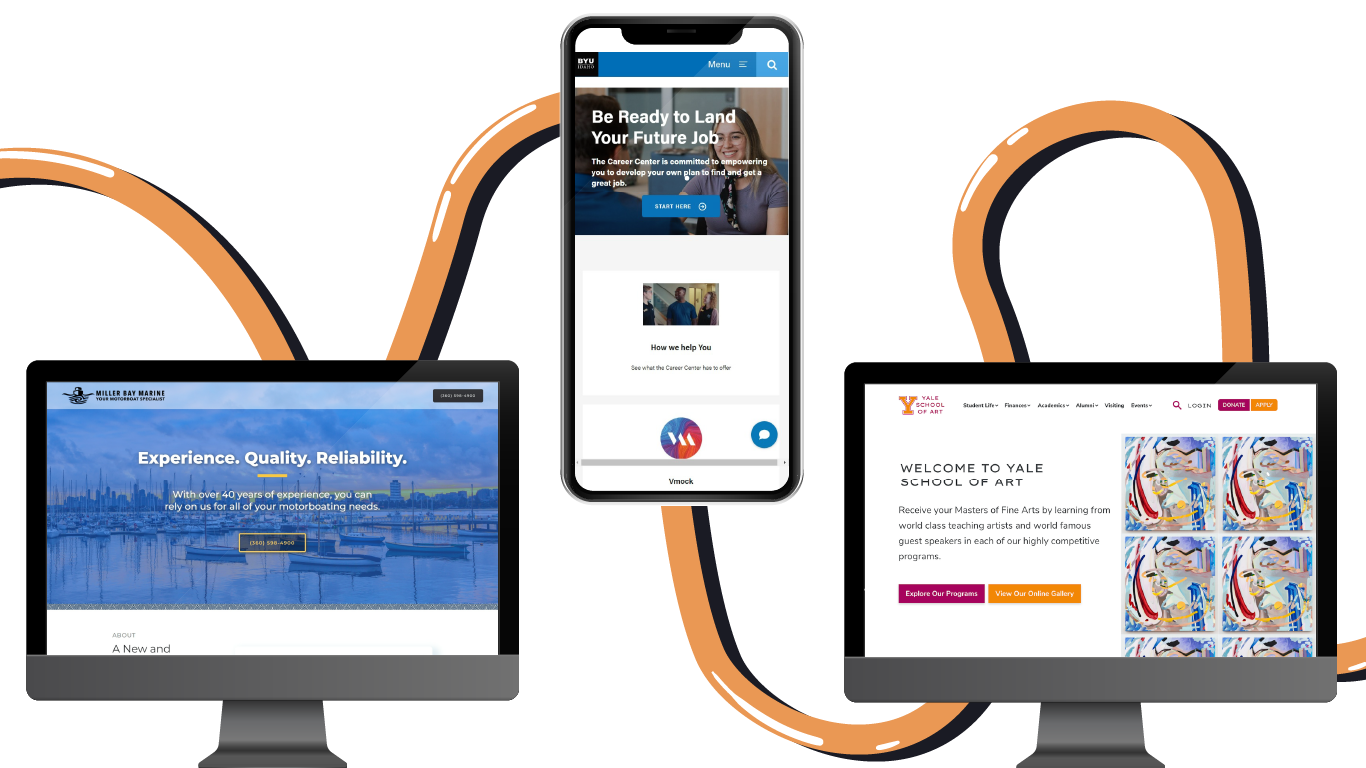 MILLER BAY MARINE
YOUR MOTORBOAT SPECIALIST
(360) 598-4900
Experience. Quality. Reliability.
With over 40 years of experience, you can
rely on us for all of your motorboating needs.
(360) 598-4900
ABOUT
A New and
BYU
IDAHO
Menu
Be Ready to Land
Your Future Job
The Career Center is committed to empowering
you to develop your own plan to find and get a
great job.
START HERE
How we help You
See what the Career Center has to offer
VM
Vmock
Y YALE
SCHOOL
OF ART
Student Life Finances Academics Alumni Visiting Events LOGIN DONATE APPLY
WELCOME TO YALE
SCHOOL OF ART
Receive your Masters of Fine Arts by learning from
world class teaching artists and world famous
guest speakers in each of our highly competitive
programs.
Explore Our Programs View Our Online Gallery